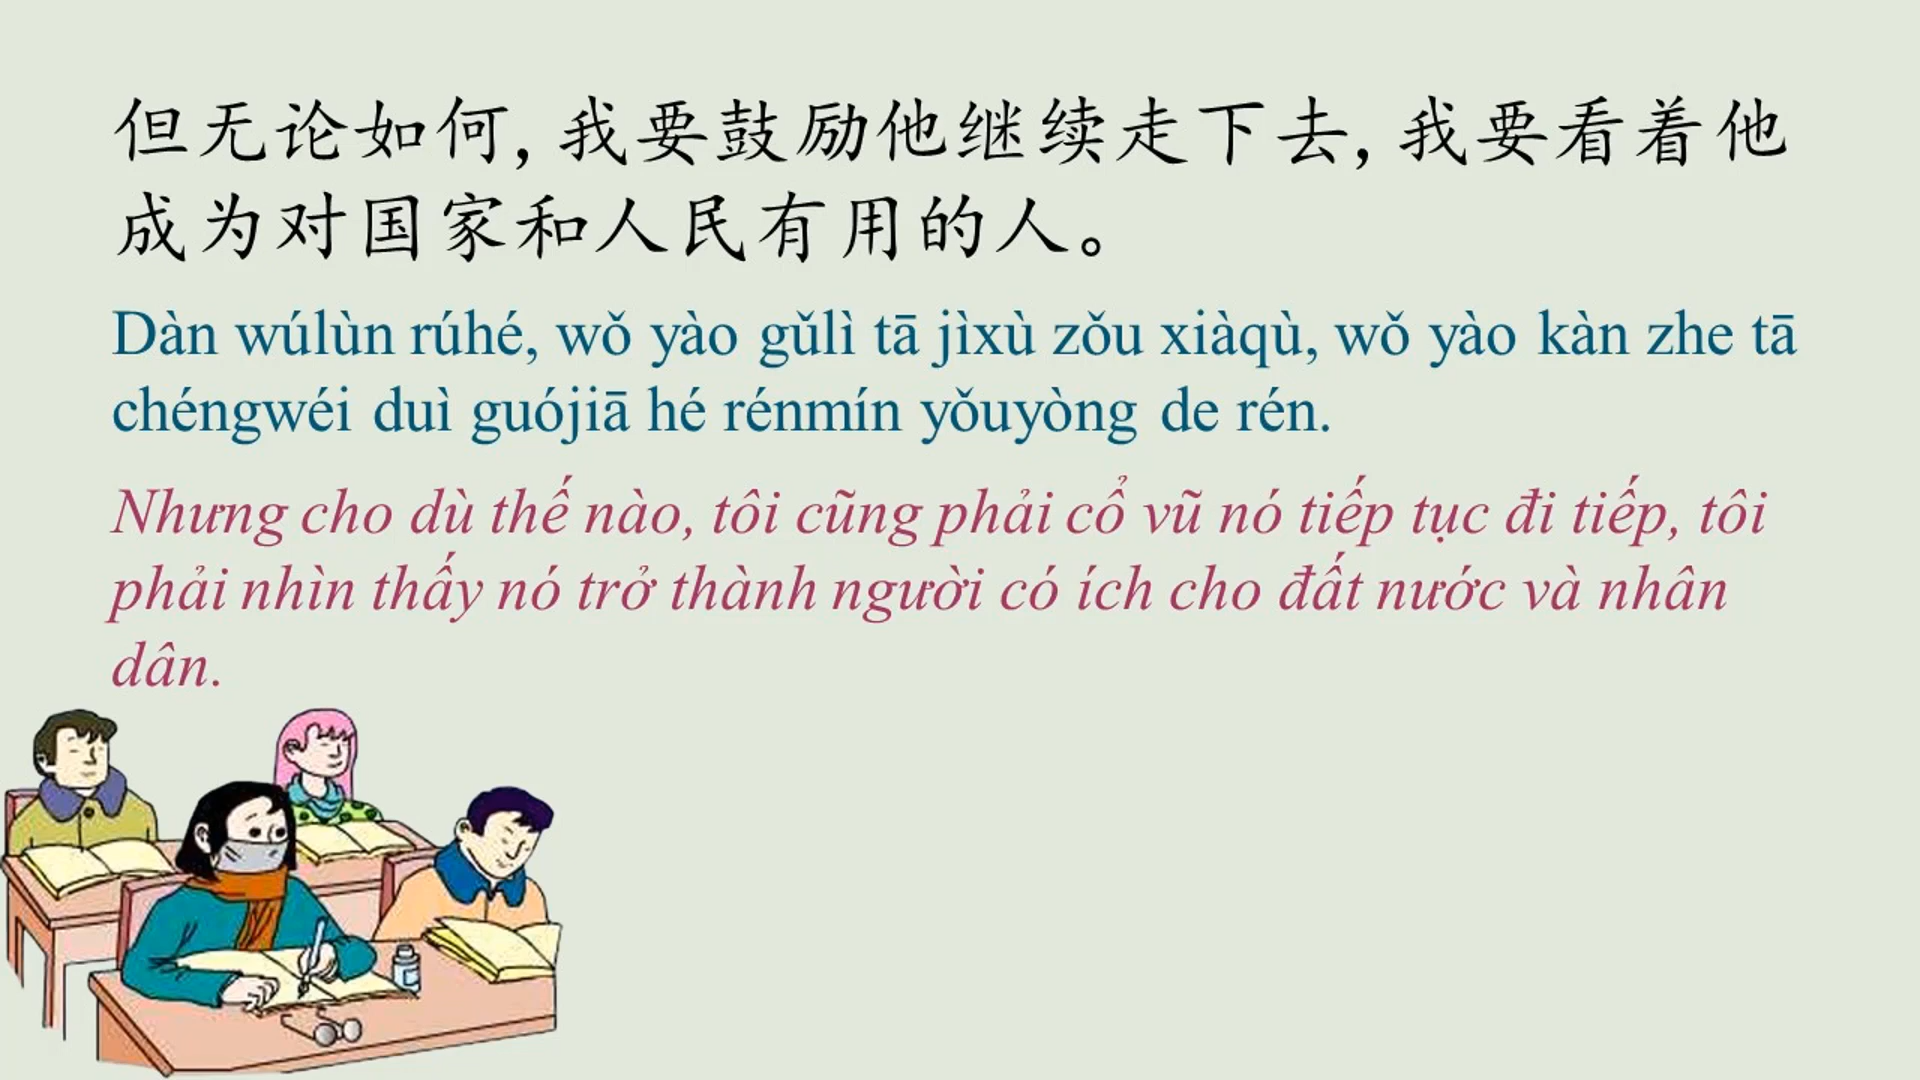 但无论如何,我要鼓励他继续走下去,我要看着他
成为对国家和人民有用的人。
Dàn wúlùn rúhé, wǒ yào gǔlì tā jìxù zǒu xiàqù, wǒ yào kàn zhe tā
chéngwéi duì guójiā hé rénmín yǒuyòng de rén.
Nhưng cho dù thế nào, tôi cũng phải cổ vũ nó tiếp tục đi tiếp, tôi
phải nhìn thấy nó trở thành người có ích cho đất nước và nhân
dân.